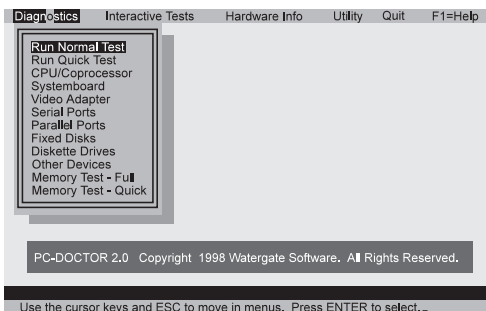 Diagnostics Interactive Tests Hardware Info Utility Quit F1=Help
Run Normal Test
Run Quick Test
CPU/Coprocessor
Systemboard
Video Adapter
Serial Ports
Parallel Ports
Fixed Disks
Diskette Drives
Other Devices
Memory Test - Full
Memory Test - Quick
PC-DOCTOR 2.0 Copyright 1998 Watergate Software. All Rights Reserved.
Use the cursor keys and ESC to move in menus. Press ENTER to select._